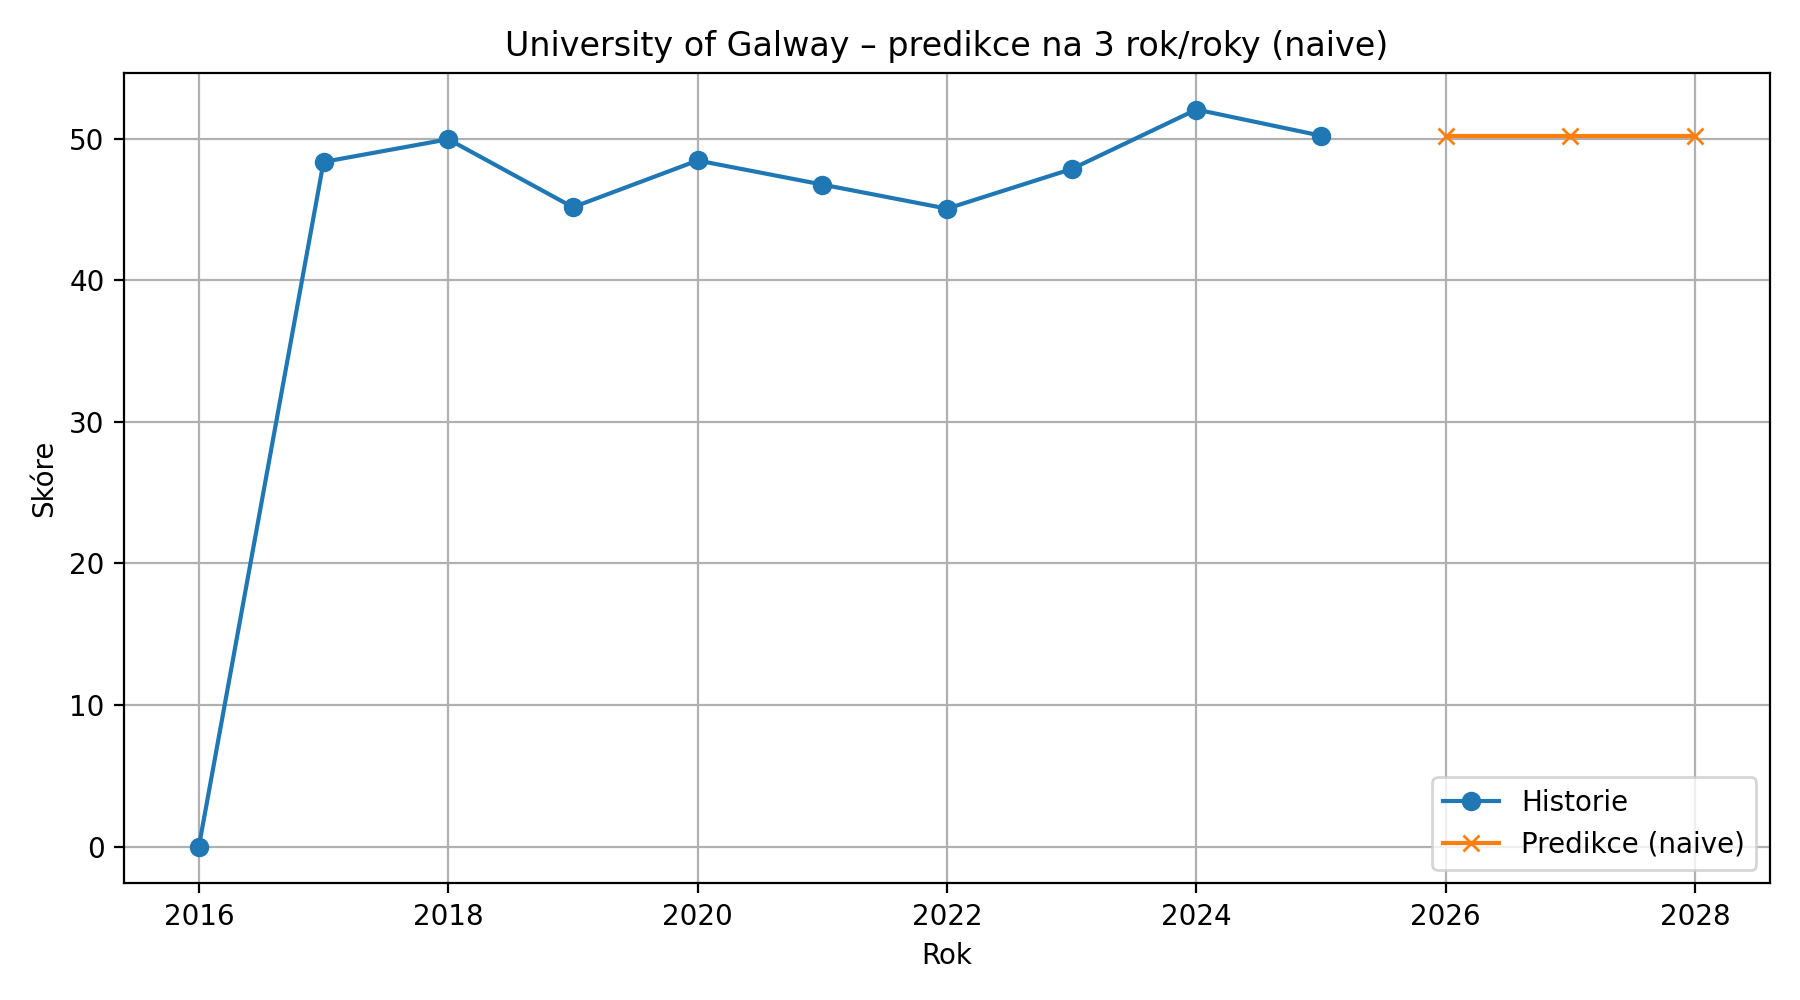 University of Galway – predikce na 3 rok/roky (naive)
Skóre
50
40
30
20
10
0
2016 2018 2020 2022 2024 2026 2028
Rok
Historie
Predikce (naive)